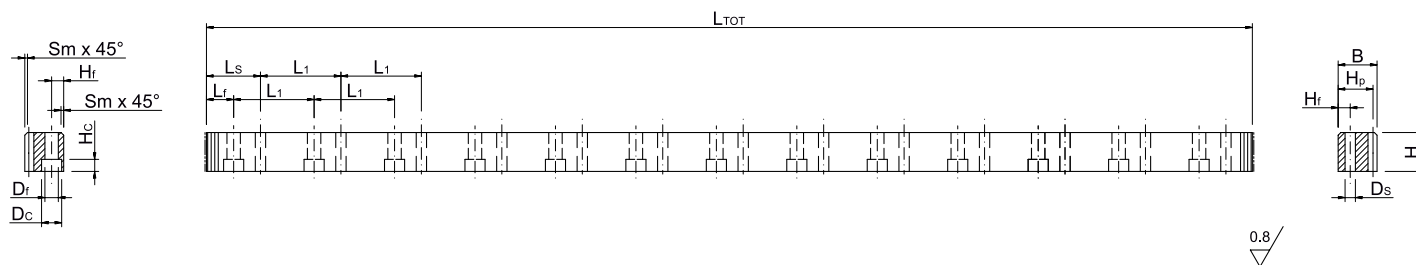 LTOT
Sm x 45°
Hf
Sm x 45°
HC
Df
DC
LS L1 L1
Lf L1 L1
B
Hp
Hf
H
DS
0.8